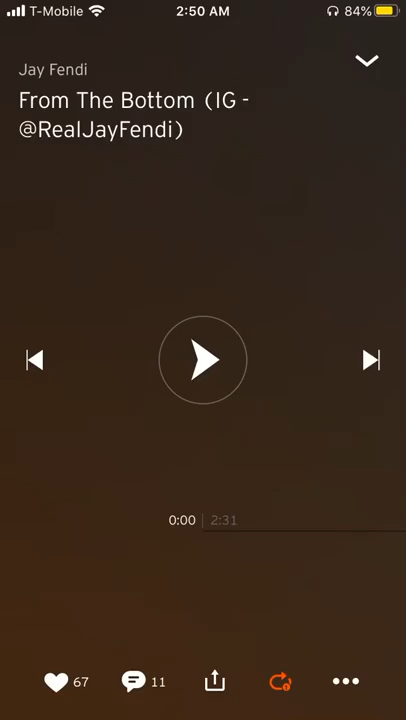 T-Mobile 2:50 AM 84%
Jay Fendi
From The Bottom (IG -
@RealJayFendi)
0:00 2:31
67 11